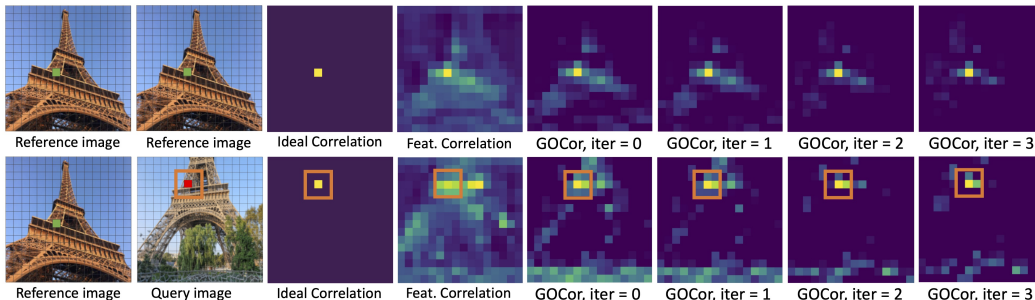 Reference image Reference image Ideal Correlation Feat. Correlation GOCor, iter = 0 GOCor, iter = 1 GOCor, iter = 2 GOCor, iter = 3
Reference image Query image Ideal Correlation Feat. Correlation GOCor, iter = 0 GOCor, iter = 1 GOCor, iter = 2 GOCor, iter = 3